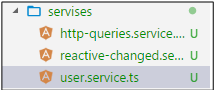 servises
http-queries.service.... U
reactive-changed.se... U
user.service.ts U